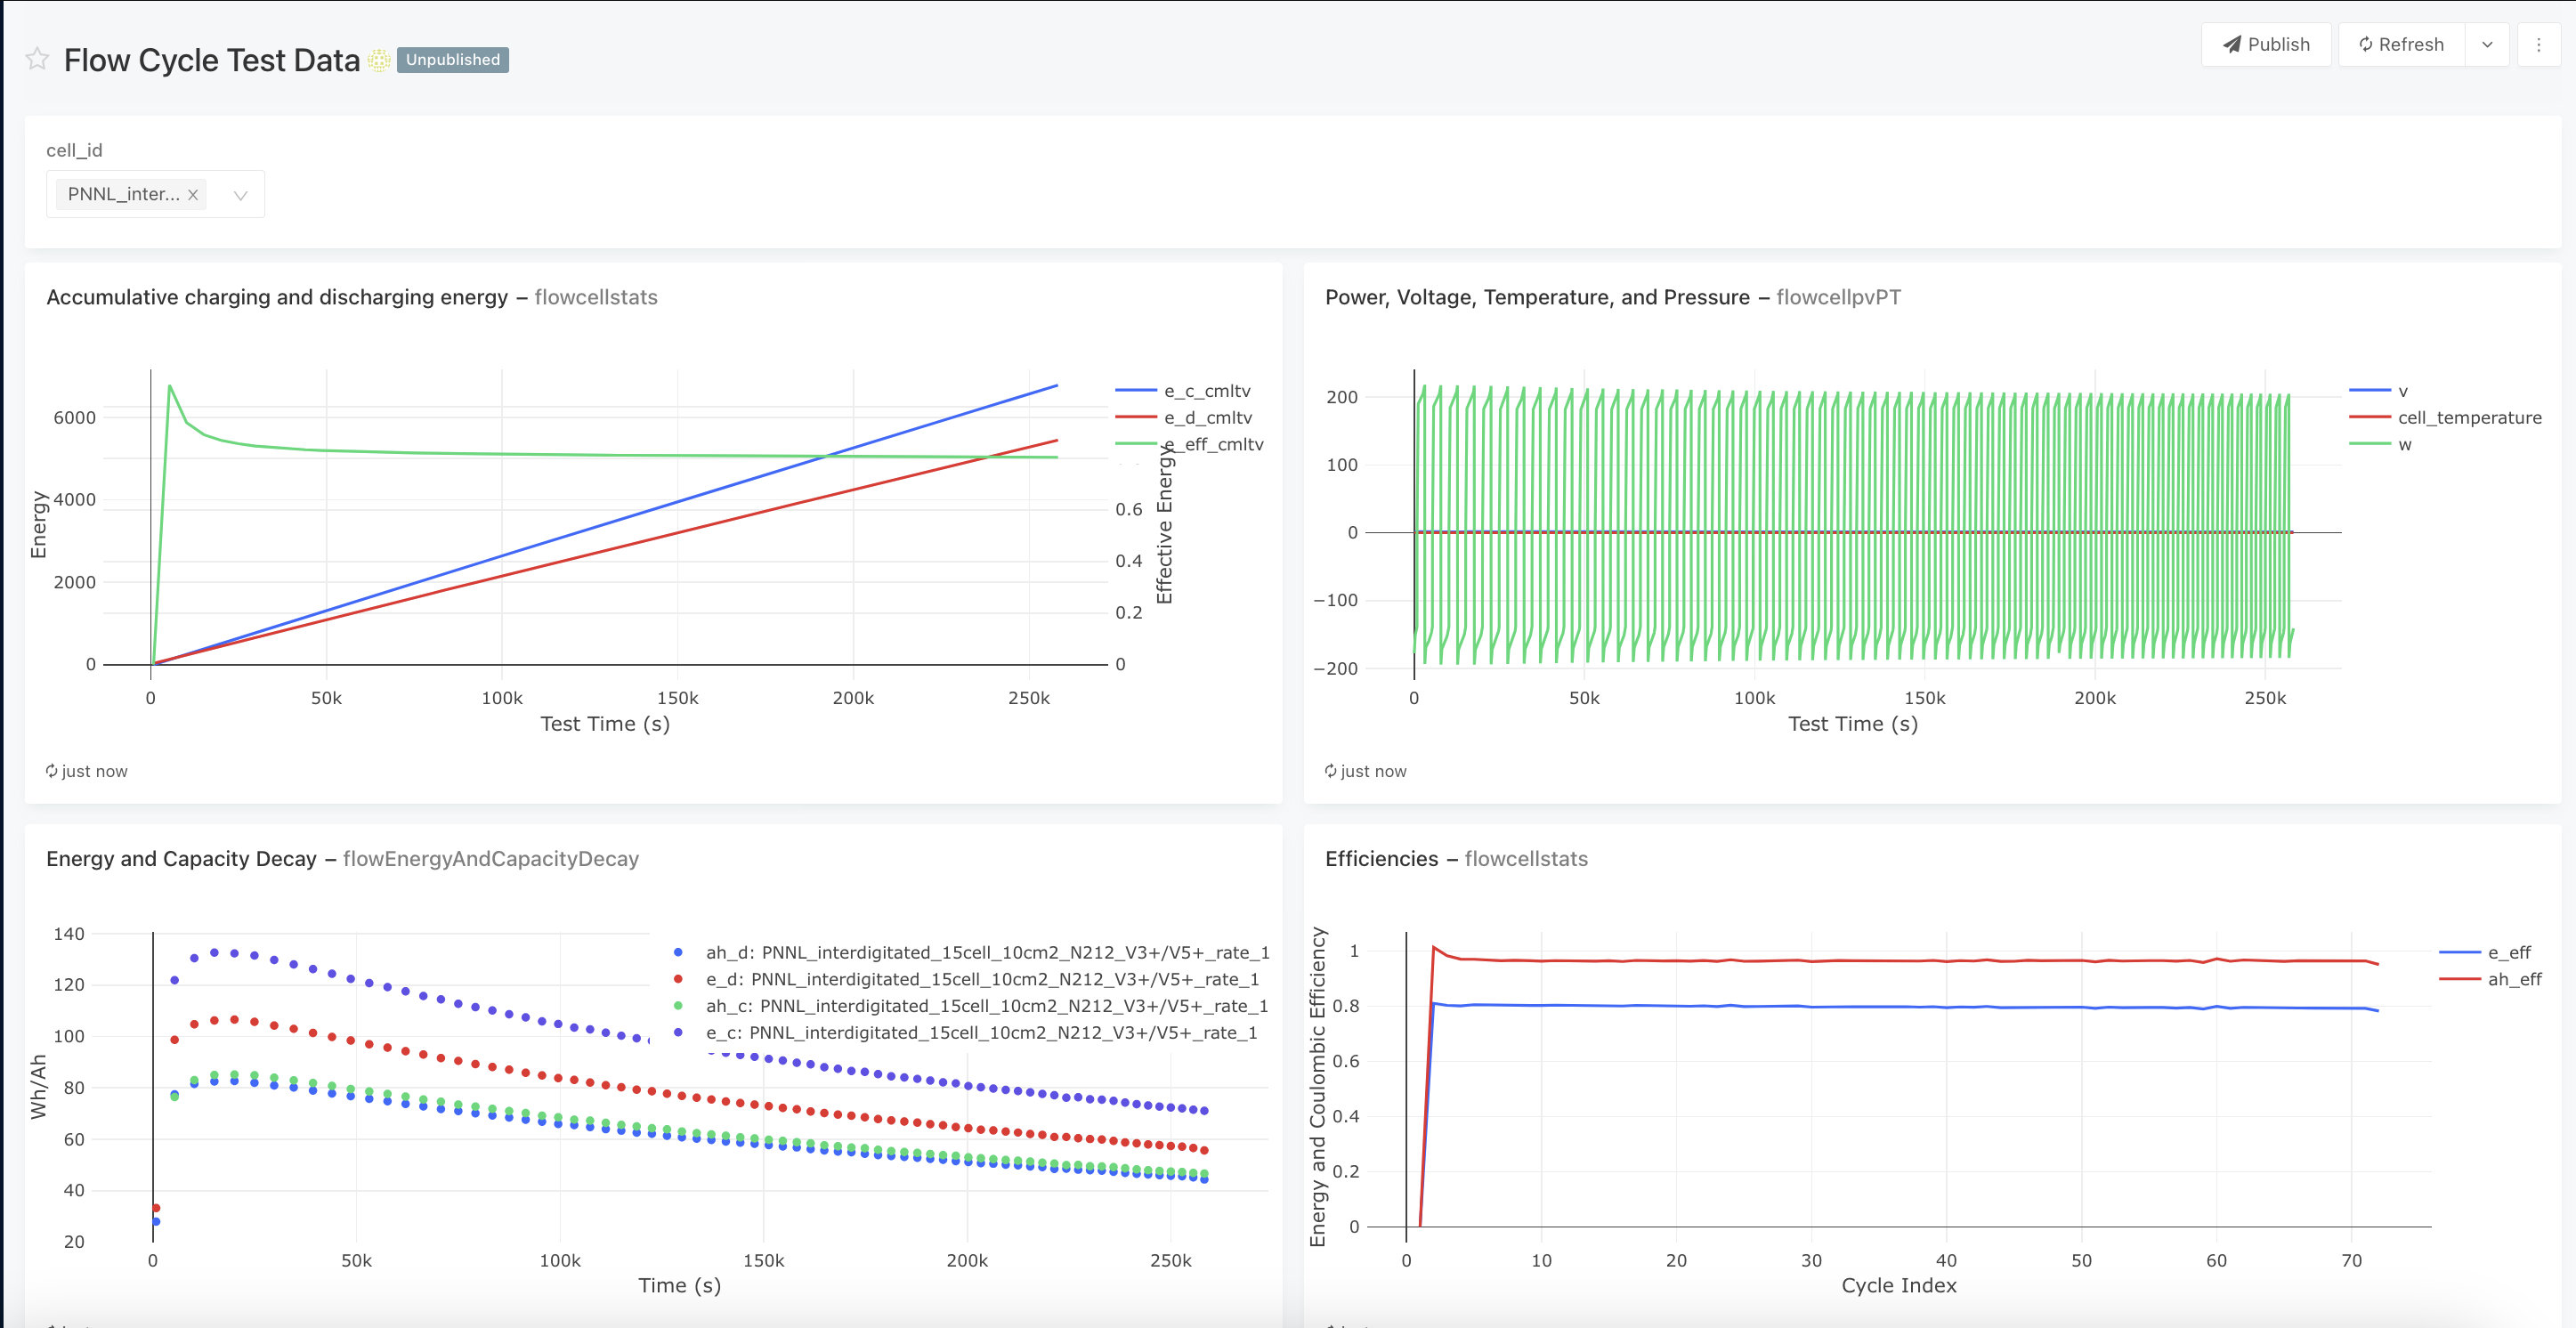 Flow Cycle Test Data Unpublished
Publish Refresh
cell_id
PNNL_inter...
Accumulative charging and discharging energy – flowcellstats
e_c_cmltv
e_d_cmltv
e_eff_cmltv
6000
4000
2000
0
Energy
0.6
0.4
0.2
0
Effective Energy
0 50k 100k 150k 200k 250k
Test Time (s)
just now
Power, Voltage, Temperature, and Pressure – flowcellpvPT
v
cell_temperature
w
200
100
0
−100
−200
0 50k 100k 150k 200k 250k
Test Time (s)
just now
Energy and Capacity Decay – flowEnergyAndCapacityDecay
ah_d: PNNL_interdigitated_15cell_10cm2_N212_V3+/V5+_rate_1
e_d: PNNL_interdigitated_15cell_10cm2_N212_V3+/V5+_rate_1
ah_c: PNNL_interdigitated_15cell_10cm2_N212_V3+/V5+_rate_1
e_c: PNNL_interdigitated_15cell_10cm2_N212_V3+/V5+_rate_1
140
120
100
80
60
40
20
Wh/Ah
0 50k 100k 150k 200k 250k
Time (s)
Efficiencies – flowcellstats
e_eff
ah_eff
1
0.8
0.6
0.4
0.2
0
Energy and Coulombic Efficiency
0 10 20 30 40 50 60 70
Cycle Index